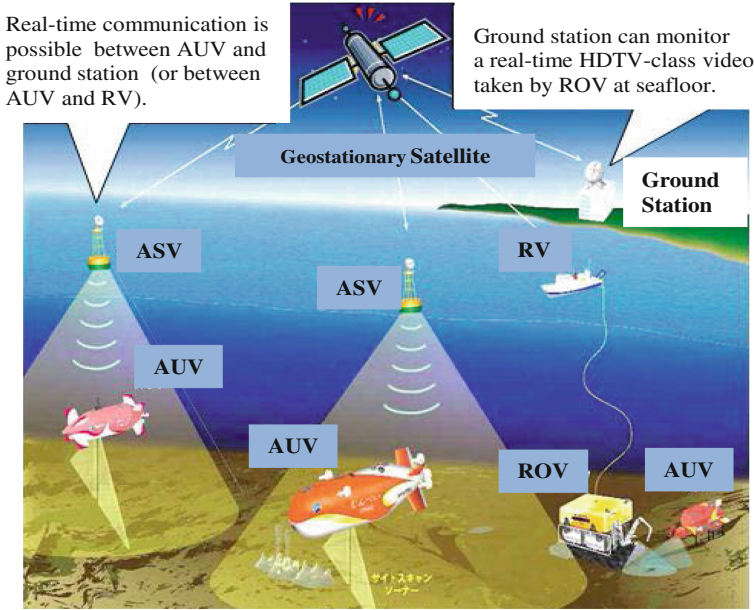 Real-time communication is
possible between AUV and
ground station (or between
AUV and RV).
Ground station can monitor
a real-time HDTV-class video
taken by ROV at seafloor.
Geostationary Satellite
Ground
Station
ASV
RV
ASV
AUV
AUV
ROV
AUV
サイドスキャン
ソーナー